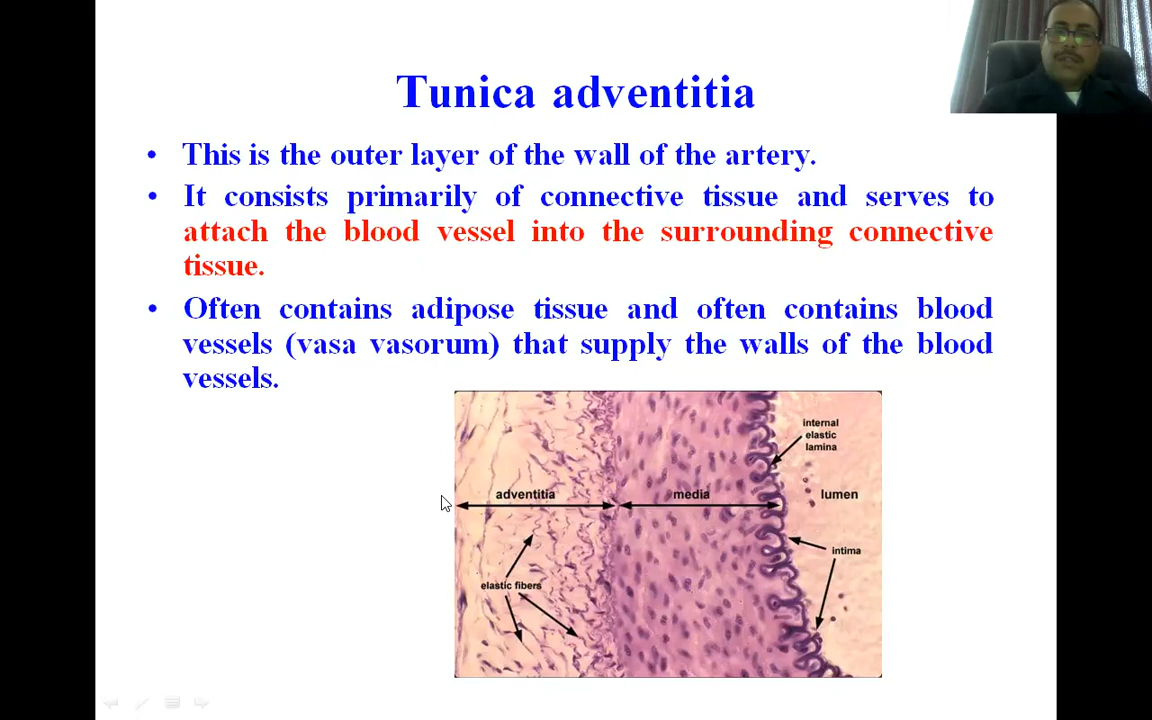 Tunica adventitia
• This is the outer layer of the wall of the artery.
• It consists primarily of connective tissue and serves to
attach the blood vessel into the surrounding connective
tissue.
• Often contains adipose tissue and often contains blood
vessels (vasa vasorum) that supply the walls of the blood
vessels.
internal
elastic
lamina
adventitia
media
lumen
intima
elastic fibers